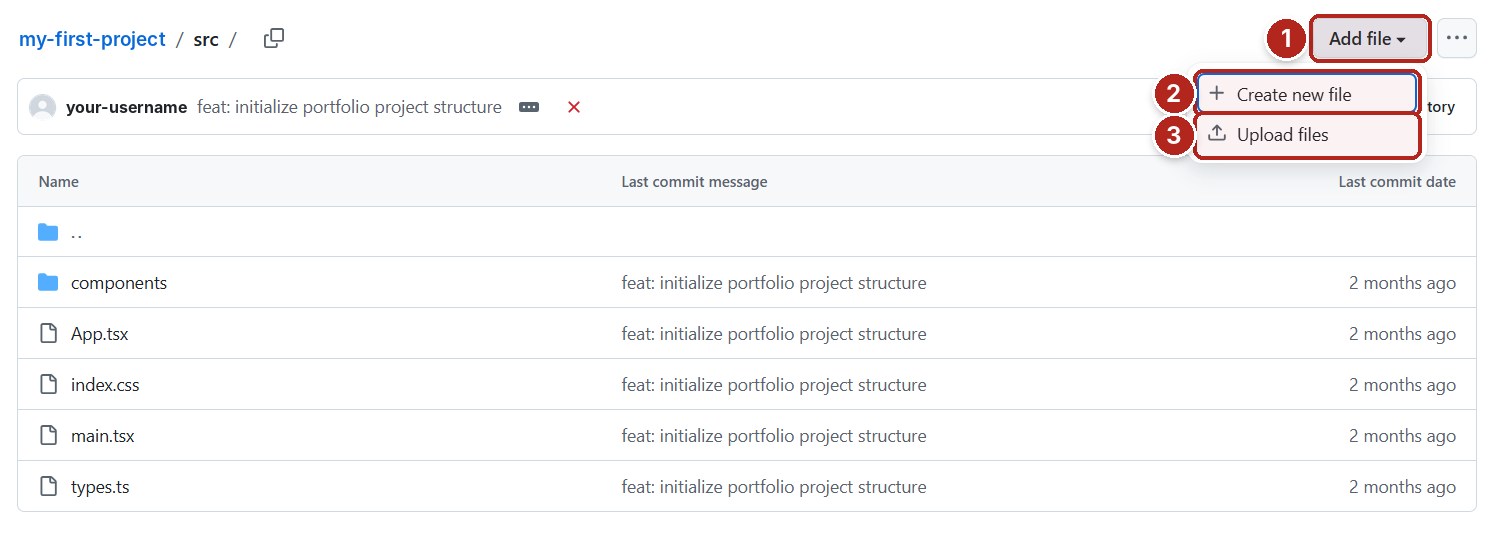 my-first-project / src /
1 Add file
your-username feat: initialize portfolio project structure
2 Create new file
tory
3 Upload files
Name Last commit message Last commit date
..
components feat: initialize portfolio project structure 2 months ago
App.tsx feat: initialize portfolio project structure 2 months ago
index.css feat: initialize portfolio project structure 2 months ago
main.tsx feat: initialize portfolio project structure 2 months ago
types.ts feat: initialize portfolio project structure 2 months ago